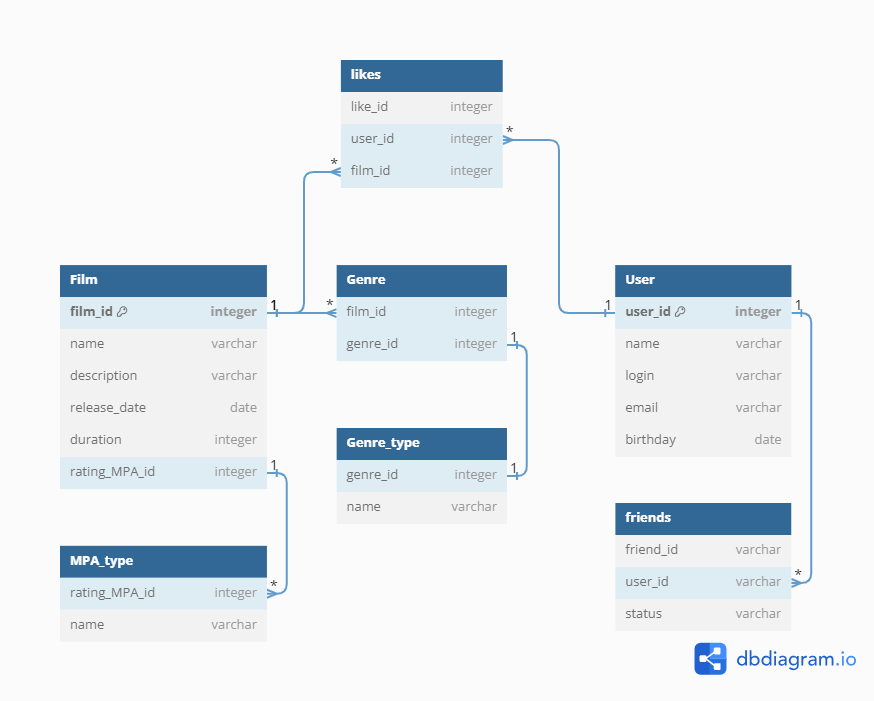 likes
like_id integer
user_id integer
film_id integer
*
*
Film
film_id integer
name varchar
description varchar
release_date date
duration integer
rating_MPA_id integer
1
1
Genre
film_id integer
genre_id integer
*
1
Genre_type
genre_id integer
name varchar
1
User
user_id integer
name varchar
login varchar
email varchar
birthday date
1
1
MPA_type
rating_MPA_id integer
name varchar
*
friends
friend_id varchar
user_id varchar
status varchar
*
dbdiagram.io